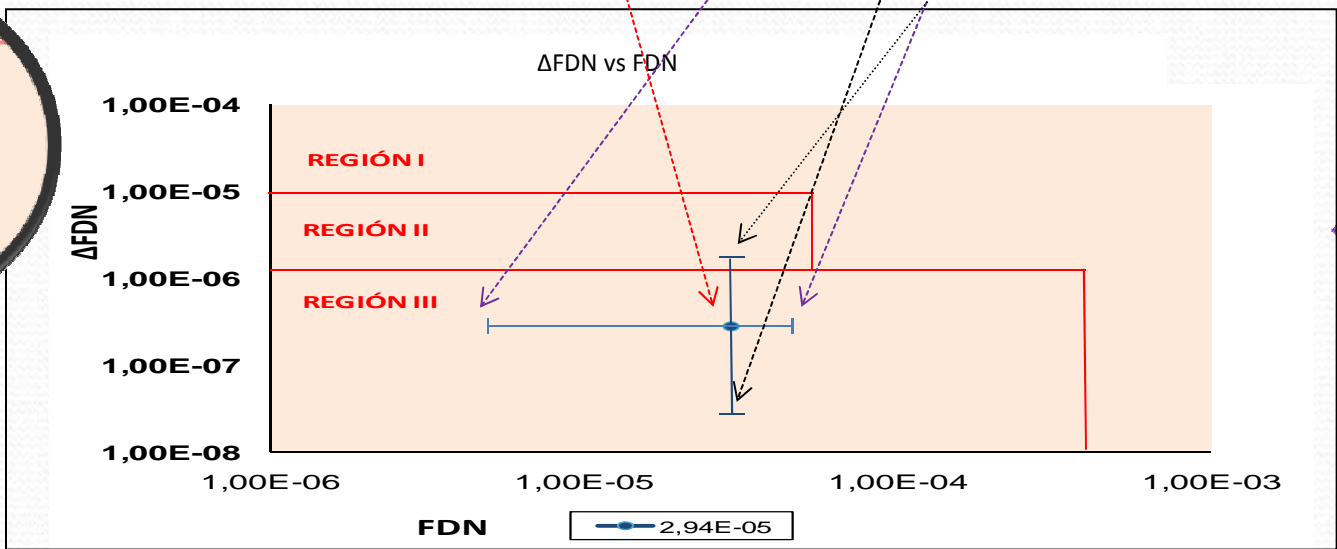 ΔFDN vs FDN
1,00E-04
REGIÓN I
1,00E-05
REGIÓN II
ΔFDN
1,00E-06
REGIÓN III
1,00E-07
1,00E-08
1,00E-06 1,00E-05 1,00E-04 1,00E-03
FDN
2,94E-05